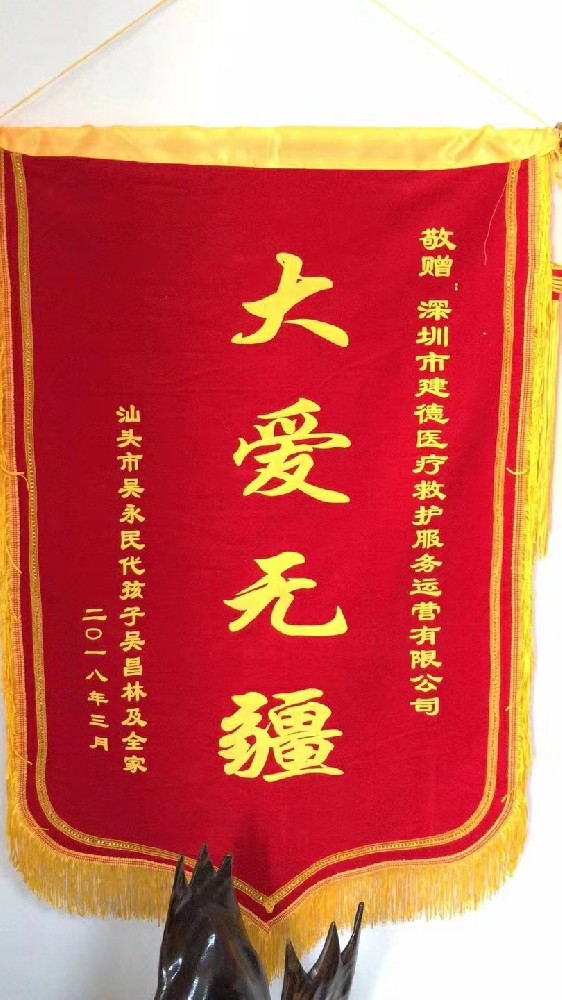 敬赠:深圳市建德医疗救护服务运营有限公司
大爱无疆
汕头市吴永民代孩子吴昌林及全家
二〇一八年三月